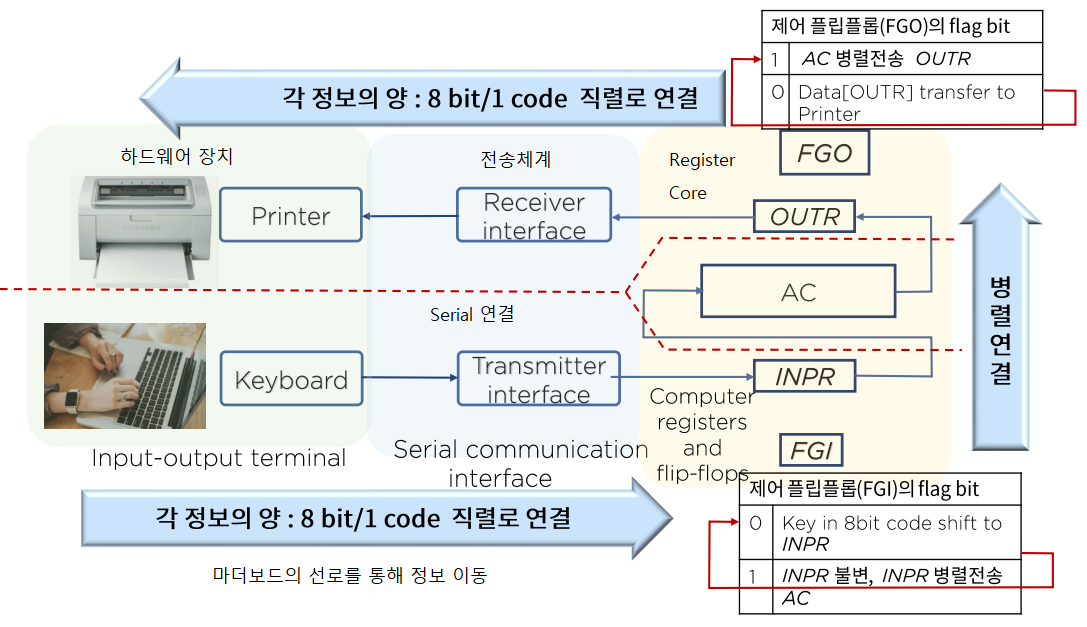 제어 플립플롭(FGO)의 flag bit
1 AC 병렬전송 OUTR
0 Data[OUTR] transfer to
Printer
각 정보의 양 : 8 bit/1 code 직렬로 연결
하드웨어 장치
전송체계
Register
Core
FGO
Printer
Receiver
interface
OUTR
AC
병렬연결
Serial 연결
Keyboard
Transmitter
interface
INPR
Computer
registers
and
flip-flops
FGI
Input-output terminal
Serial communication
interface
제어 플립플롭(FGI)의 flag bit
0 Key in 8bit code shift to
INPR
1 INPR 불변, INPR 병렬전송
AC
각 정보의 양 : 8 bit/1 code 직렬로 연결
마더보드의 선로를 통해 정보 이동